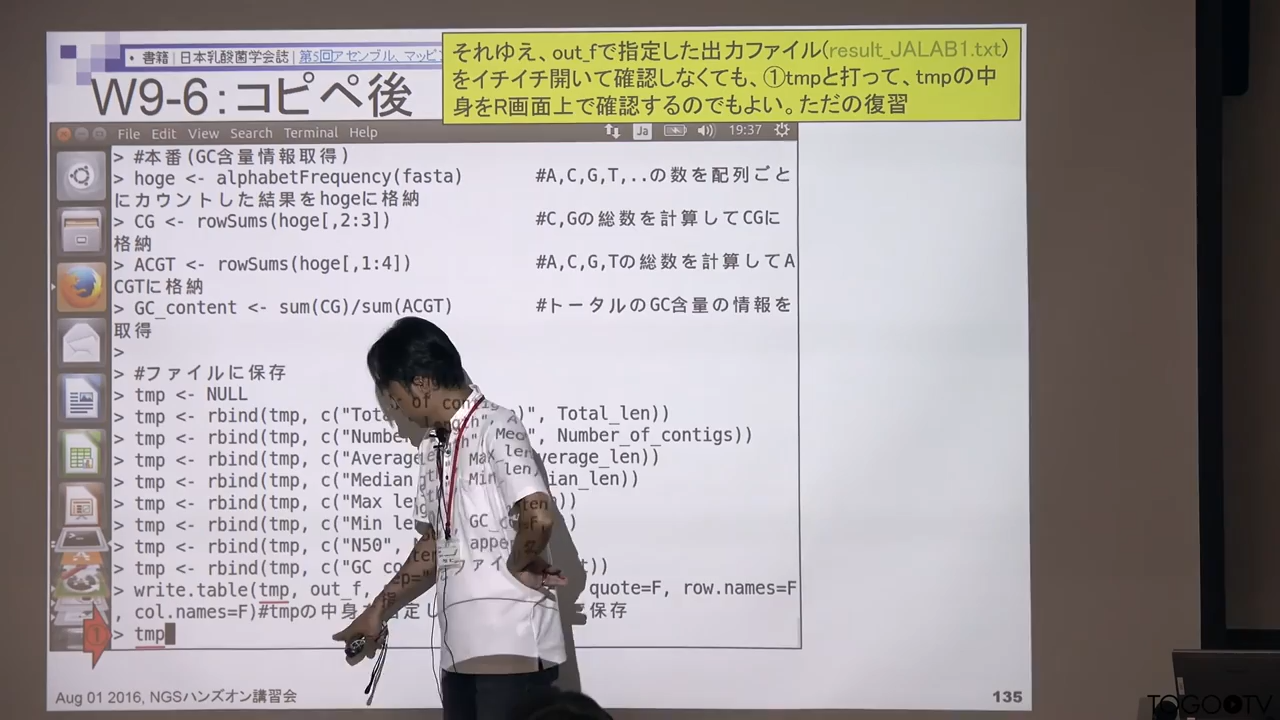 ・書籍 | 日本乳酸菌学会誌 | 第5回アセンブル、マッピ
W9-6：コピペ後
それゆえ、out_fで指定した出力ファイル(result_JALAB1.txt)
をイチイチ開いて確認しなくても、①tmpと打って、tmpの中
身をR画面上で確認するのでもよい。ただの復習
File Edit View Search Terminal Help
Ja 19:37
> #本番(GC含量情報取得)
> hoge <- alphabetFrequency(fasta) #A,C,G,T,..の数を配列ごと
にカウントした結果をhogeに格納
> CG <- rowSums(hoge[,2:3]) #C,Gの総数を計算してCGに
格納
> ACGT <- rowSums(hoge[,1:4]) #A,C,G,Tの総数を計算してA
CGTに格納
> GC_content <- sum(CG)/sum(ACGT) #トータルのGC含量の情報を
取得
>
> #ファイルに保存
> tmp <- NULL
> tmp <- rbind(tmp, c("Tot )", Total_len))
> tmp <- rbind(tmp, c("Numbe ", Number_of_contigs))
> tmp <- rbind(tmp, c("Average verage_len))
> tmp <- rbind(tmp, c("Median ian_len))
> tmp <- rbind(tmp, c("Max le ))
> tmp <- rbind(tmp, c("Min le )
> tmp <- rbind(tmp, c("N50",
> tmp <- rbind(tmp, c("GC co t))
> write.table(tmp, out_f, quote=F, row.names=F
, col.names=F)#tmpの中身 指定し 保存
① > tmp
Aug 01 2016, NGSハンズオン講習会
135
TOGOTV